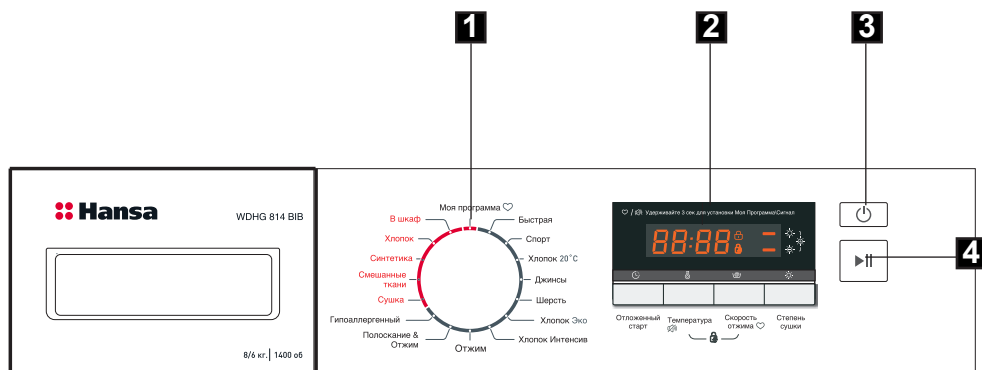 1
2
3
4
Hansa
WDHG 814 BIB
8/6 кг. 1400 об
Моя программа
В шкаф
Хлопок
Синтетика
Смешанные
ткани
Сушка
Гипоаллергенный
Полоскание &
Отжим
Отжим
Быстрая
Спорт
Хлопок 20°C
Джинсы
Шерсть
Хлопок Эко
Хлопок Интенсив
/ Удерживайте 3 сек для установки Моя Программа\Сигнал
88:88
Отложенный
старт
Температура
Скорость
отжима
Степень
сушки